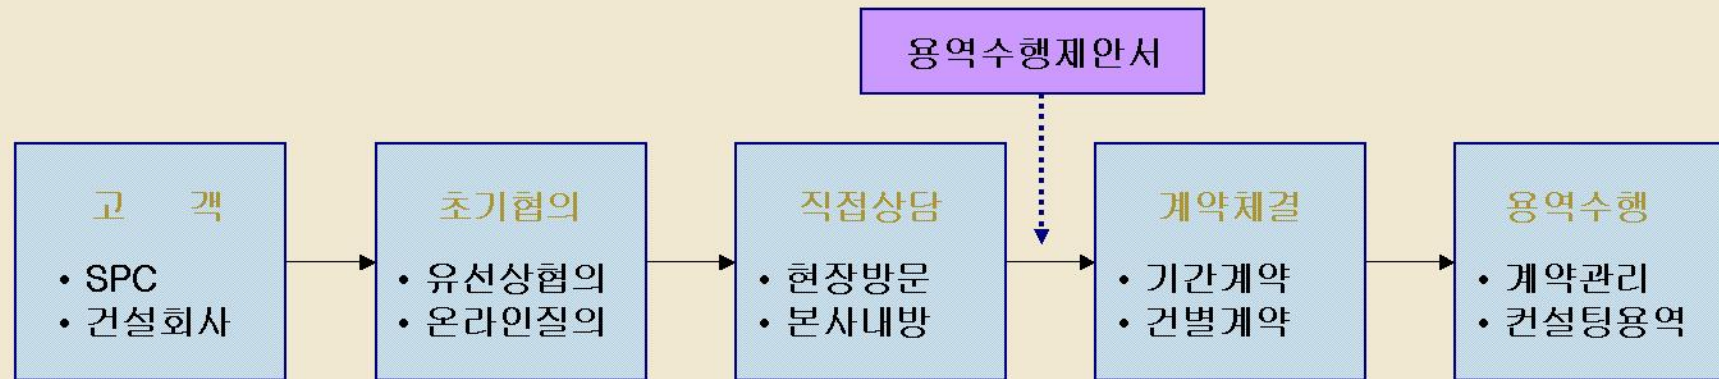 용역수행제안서
고 객
• SPC
• 건설회사
초기협의
• 유선상협의
• 온라인질의
직접상담
• 현장방문
• 본사내방
계약체결
• 기간계약
• 건별계약
용역수행
• 계약관리
• 컨설팅용역